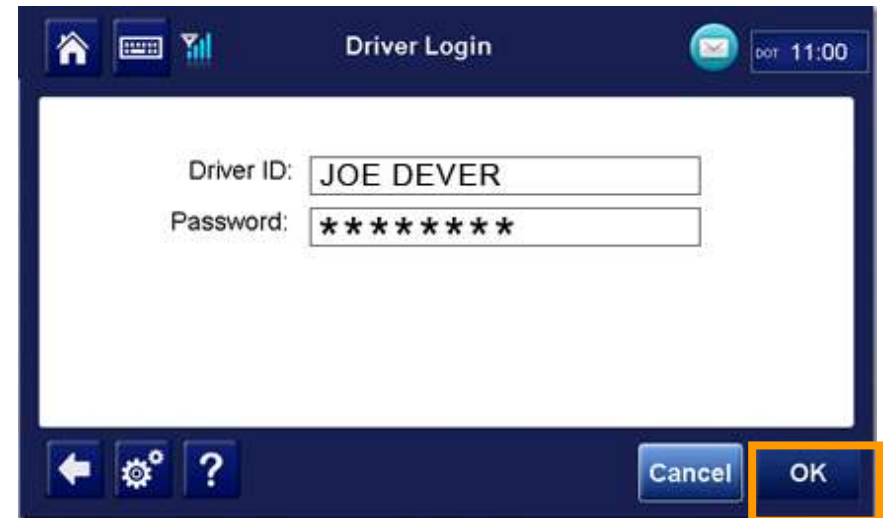 Driver Login
DOT 11:00
Driver ID: JOE DEVER
Password: ********
?
Cancel OK